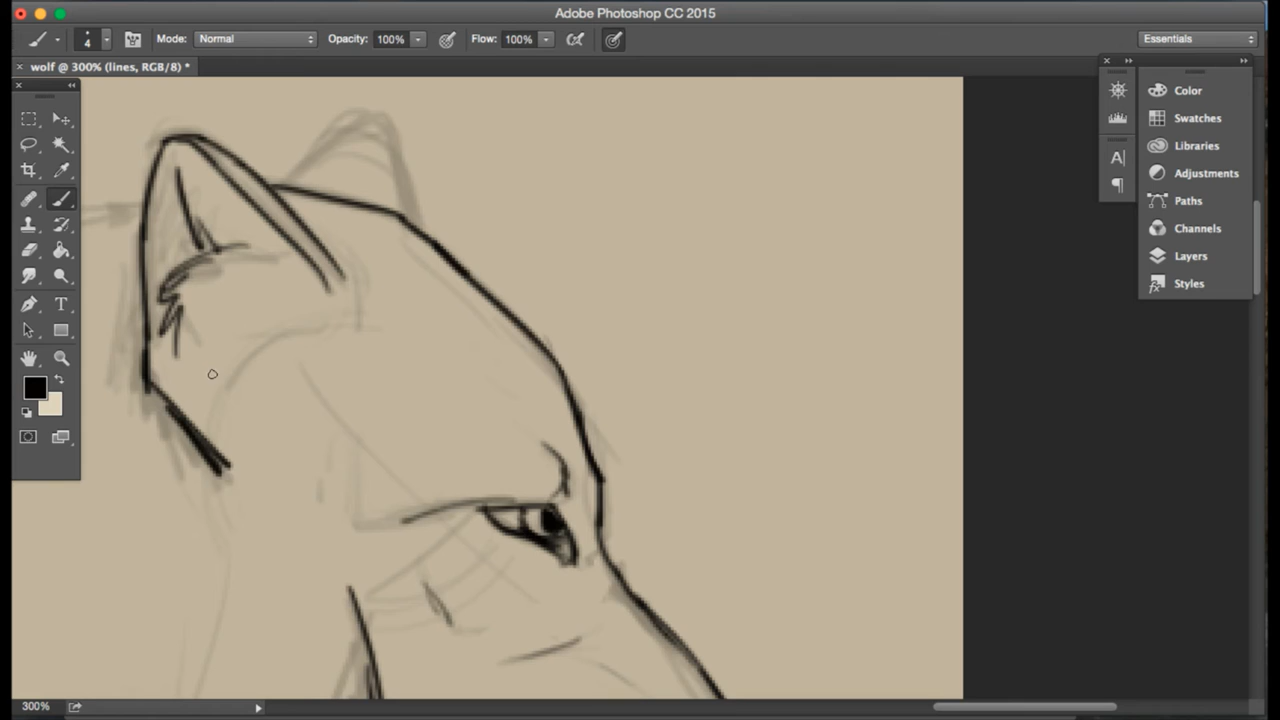 Adobe Photoshop CC 2015
4 Mode: Normal Opacity: 100% Flow: 100% Essentials
wolf @ 300% (lines, RGB/8) *
Color
Swatches
Libraries
Adjustments
Paths
Channels
Layers
Styles
300%